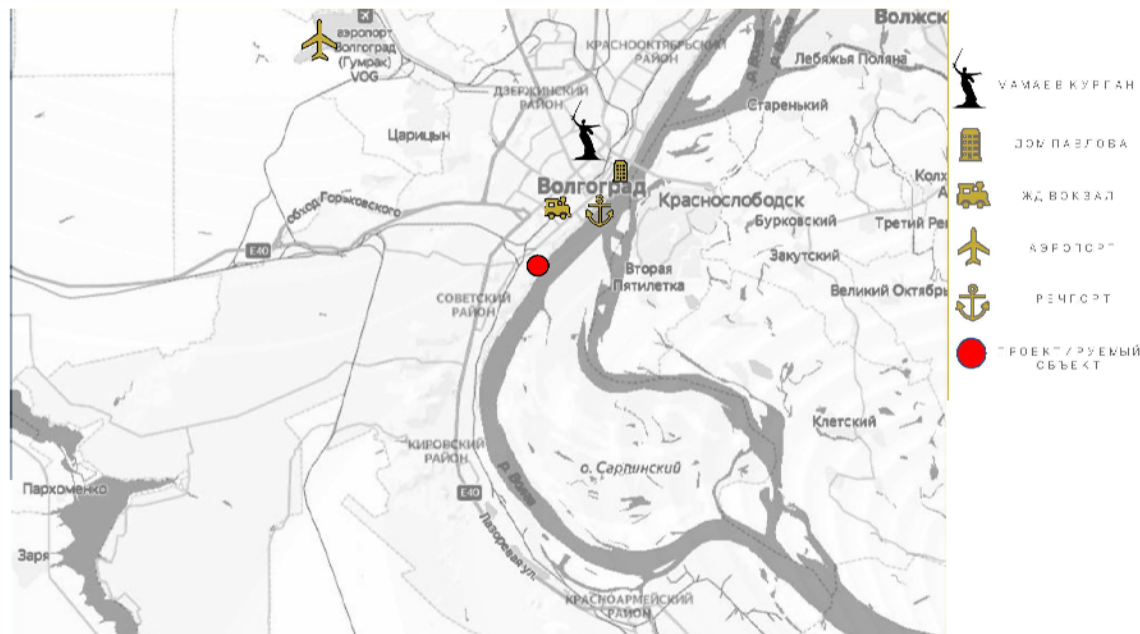 аэропорт
Волгоград
(Гумрак)
VOG
КРАСНООКТЯБРЬСКИЙ
РАЙОН
Волжск
Лебяжья Поляна
ДЗЕРЖИНСКИЙ
РАЙОН
Старенький
Царицын
Волгоград
Краснослободск
обход Горьковского
Бурковский
Колх
А
Третий Рег
E40
Закутский
Вторая
Пятилетка
Великий Октябрь
СОВЕТСКИЙ
РАЙОН
Клетский
КИРОВСКИЙ
РАЙОН
о. Сарпинский
р. Волга
Пархоменко
E40
Лазоревая ул.
Заря
КРАСНОАРМЕЙСКИЙ
РАЙОН
МАМАЕВ КУРГАН
ДОМ ПАВЛОВА
ЖД ВОКЗАЛ
АЭРОПОРТ
РЕЧПОРТ
ПРОЕКТИРУЕМЫЙ
ОБЪЕКТ